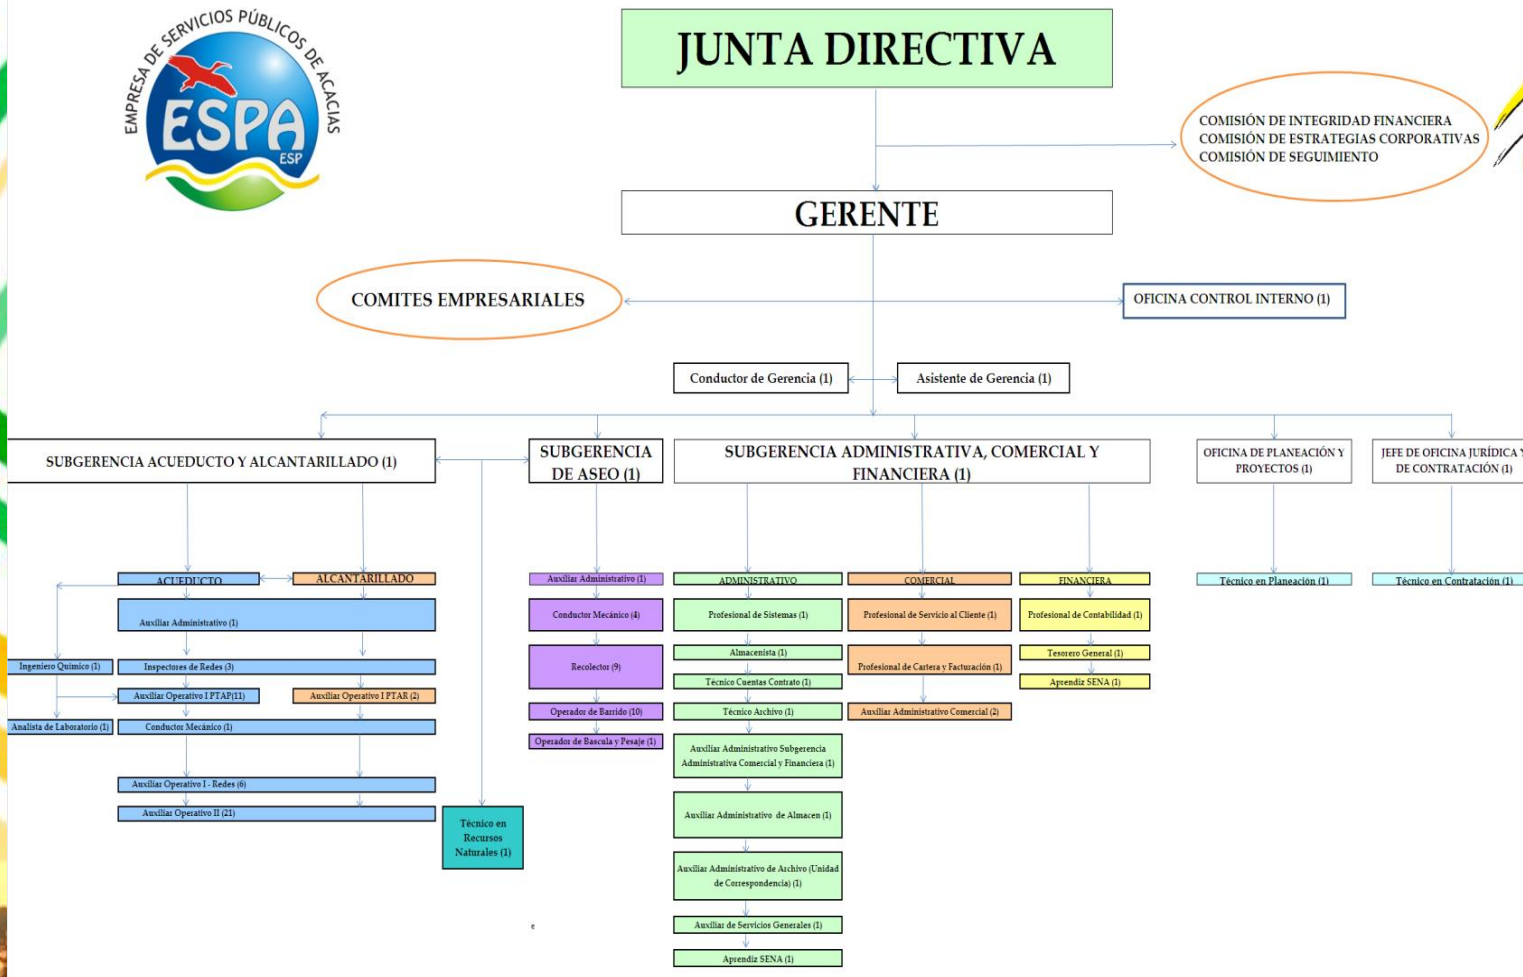 EMPRESA DE SERVICIOS PÚBLICOS DE ACACIAS
ESPA
ESP
JUNTA DIRECTIVA
COMISIÓN DE INTEGRIDAD FINANCIERA
COMISIÓN DE ESTRATEGIAS CORPORATIVAS
COMISIÓN DE SEGUIMIENTO
GERENTE
COMITES EMPRESARIALES
OFICINA CONTROL INTERNO (1)
Conductor de Gerencia (1)
Asistente de Gerencia (1)
SUBGERENCIA ACUEDUCTO Y ALCANTARILLADO (1)
SUBGERENCIA
DE ASEO (1)
SUBGERENCIA ADMINISTRATIVA, COMERCIAL Y
FINANCIERA (1)
OFICINA DE PLANEACIÓN Y
PROYECTOS (1)
JEFE DE OFICINA JURÍDICA Y
DE CONTRATACIÓN (1)
ACUEDUCTO
ALCANTARILLADO
Auxiliar Administrativo (1)
Ingeniero Quimico (1)
Inspectores de Redes (3)
Auxiliar Operativo I PTAP(11)
Auxiliar Operativo I PTAR (2)
Analista de Laboratorio (1)
Conductor Mecánico (1)
Auxiliar Operativo I - Redes (6)
Auxiliar Operativo II (21)
Técnico en
Recursos
Naturales (1)
Auxiliar Administrativo (1)
Conductor Mecánico (4)
Recolector (9)
Operador de Barrido (10)
Operador de Bascula y Pesaje (1)
ADMINISTRATIVO
Profesional de Sistemas (1)
Almacenista (1)
Técnico Cuentas Contrato (1)
Técnico Archivo (1)
Auxiliar Administrativo Subgerencia
Administrativa Comercial y Financiera (1)
Auxiliar Administrativo de Almacen (1)
Auxiliar Administrativo de Archivo (Unidad
de Correspondencia) (1)
Auxiliar de Servicios Generales (1)
Aprendiz SENA (1)
COMERCIAL
Profesional de Servicio al Cliente (1)
Profesional de Cartera y Facturación (1)
Auxiliar Administrativo Comercial (2)
FINANCIERA
Profesional de Contabilidad (1)
Tesorero General (1)
Aprendiz SENA (1)
Técnico en Planeación (1)
Técnico en Contratación (1)
e